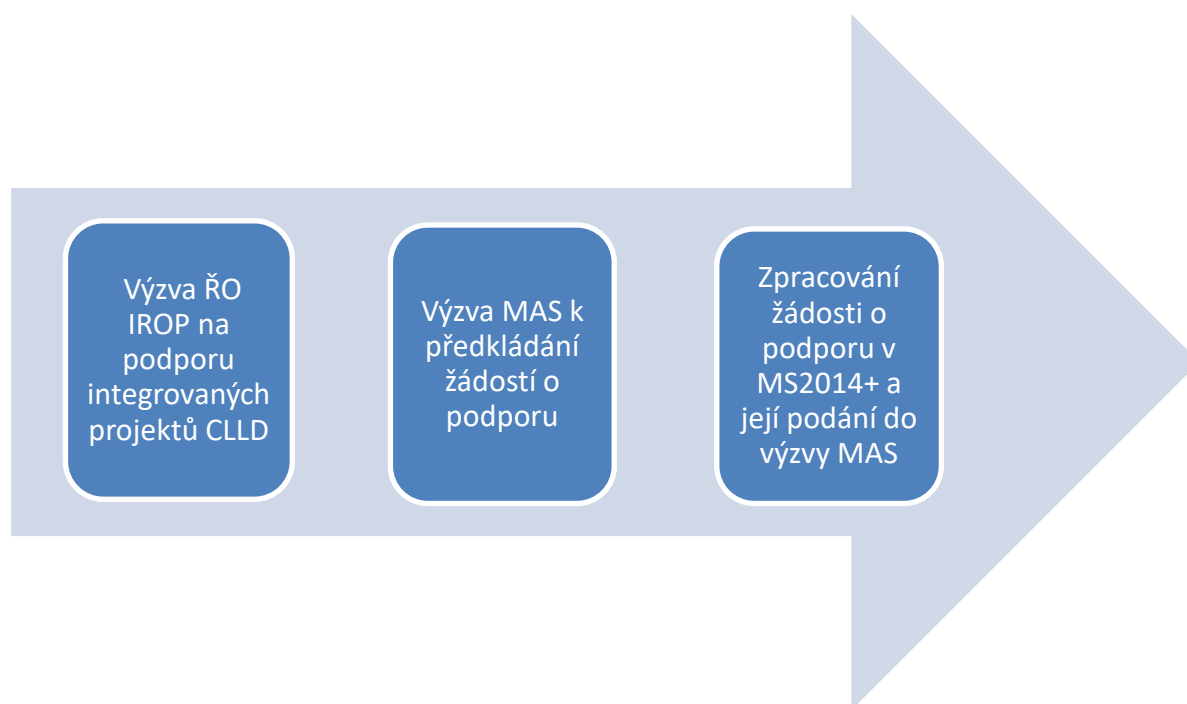 Výzva ŘO
IROP na
podporu
integrovaných
projektů CLLD
Výzva MAS k
předkládání
žádostí o
podporu
Zpracování
žádosti o
podporu v
MS2014+ a
její podání do
výzvy MAS